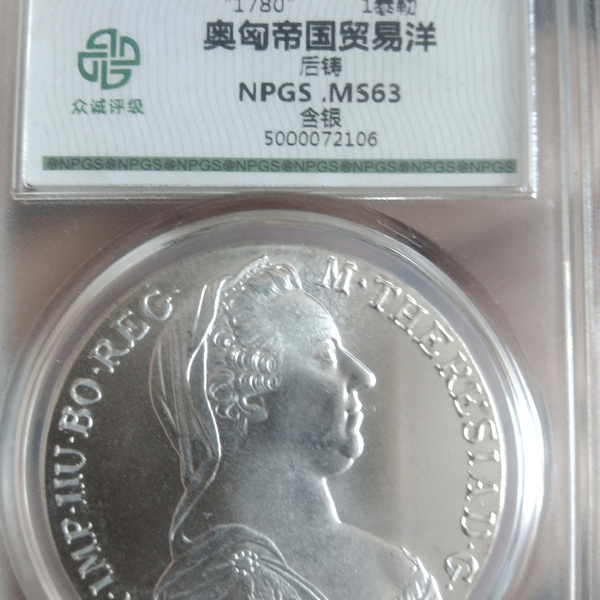 "1780" 1泰勒
奥匈帝国贸易洋
后铸
NPGS .MS63
含银
5000072106
众诚评级
NPGS NPGS NPGS NPGS NPGS NPGS NPGS NPGS
M·THERESIA·D·G·
IMP·HU·BO·REG·